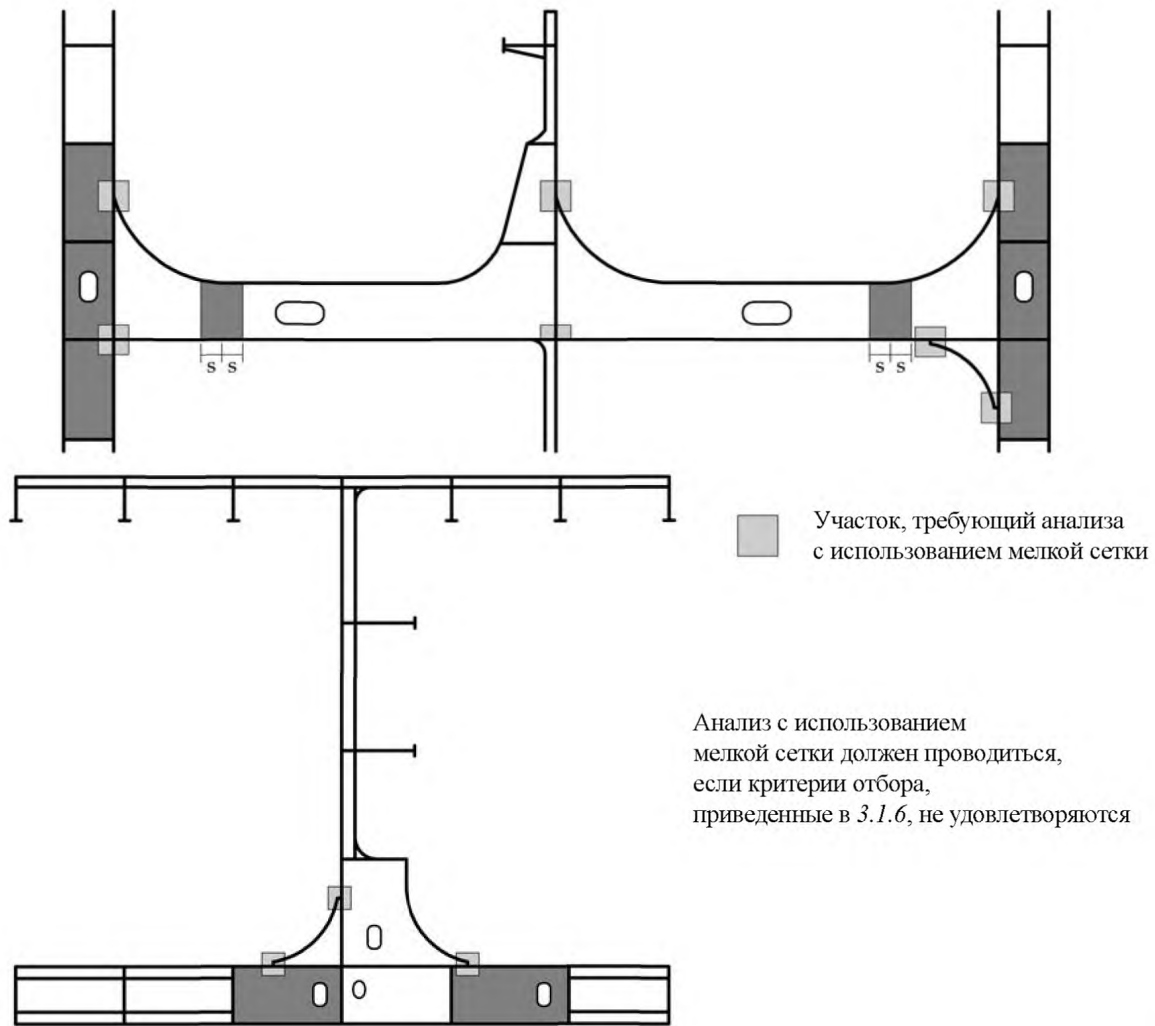 s s
s s
Участок, требующий анализа
с использованием мелкой сетки
Анализ с использованием
мелкой сетки должен проводиться,
если критерии отбора,
приведенные в 3.1.6, не удовлетворяются